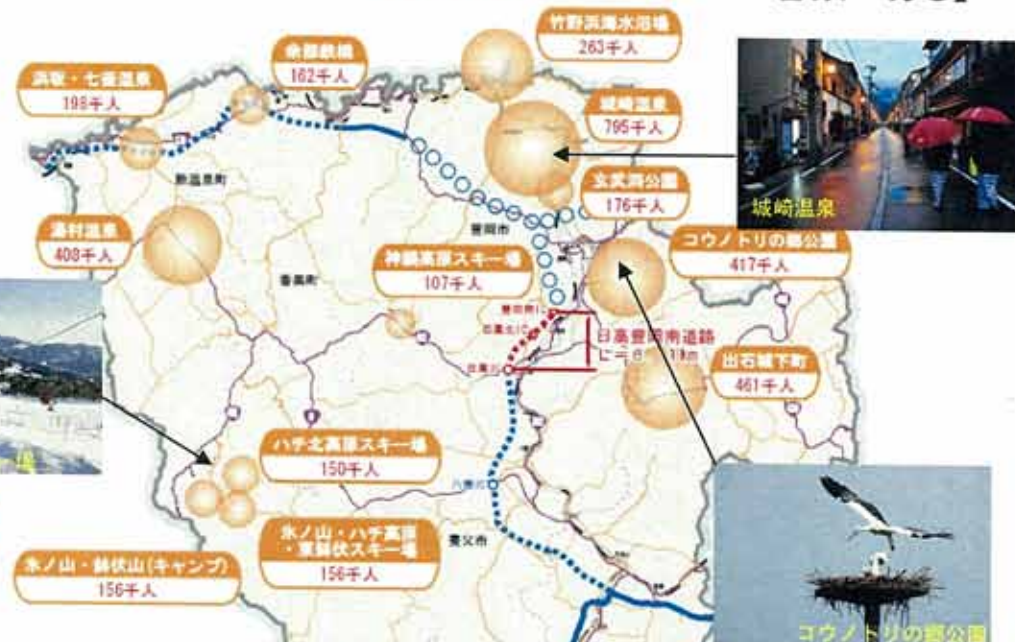 竹野浜海水浴場
263千人
余部鉄橋
162千人
浜坂・七釜温泉
198千人
城崎温泉
795千人
玄武洞公園
176千人
城崎温泉
新温泉町
豊岡市
湯村温泉
408千人
神鍋高原スキー場
107千人
コウノトリの郷公園
417千人
香美町
日高豊岡南道路
出石城下町
461千人
ハチ北高原スキー場
150千人
氷ノ山・ハチ高原
・東鉢伏スキー場
156千人
養父市
氷ノ山・鉢伏山(キャンプ)
156千人
コウノトリの郷公園